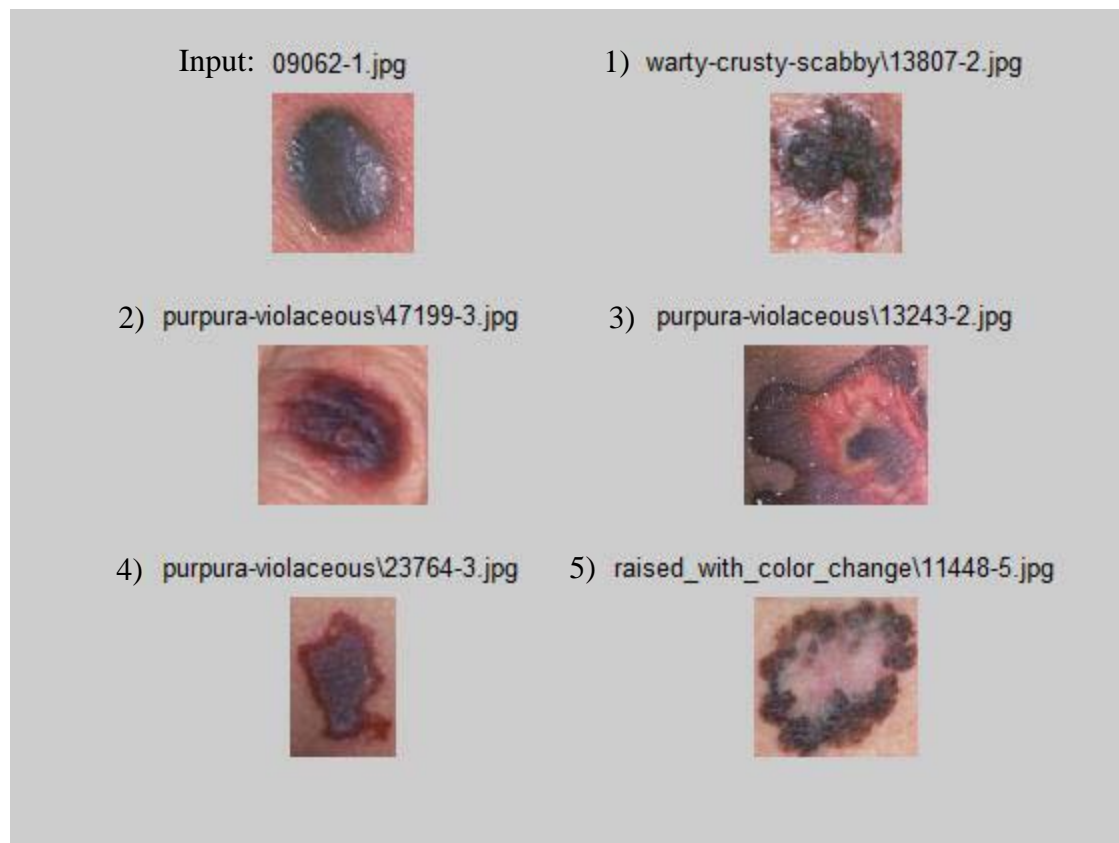 Input: 09062-1.jpg
1) warty-crusty-scabby\13807-2.jpg
2) purpura-violaceous\47199-3.jpg
3) purpura-violaceous\13243-2.jpg
4) purpura-violaceous\23764-3.jpg
5) raised_with_color_change\11448-5.jpg